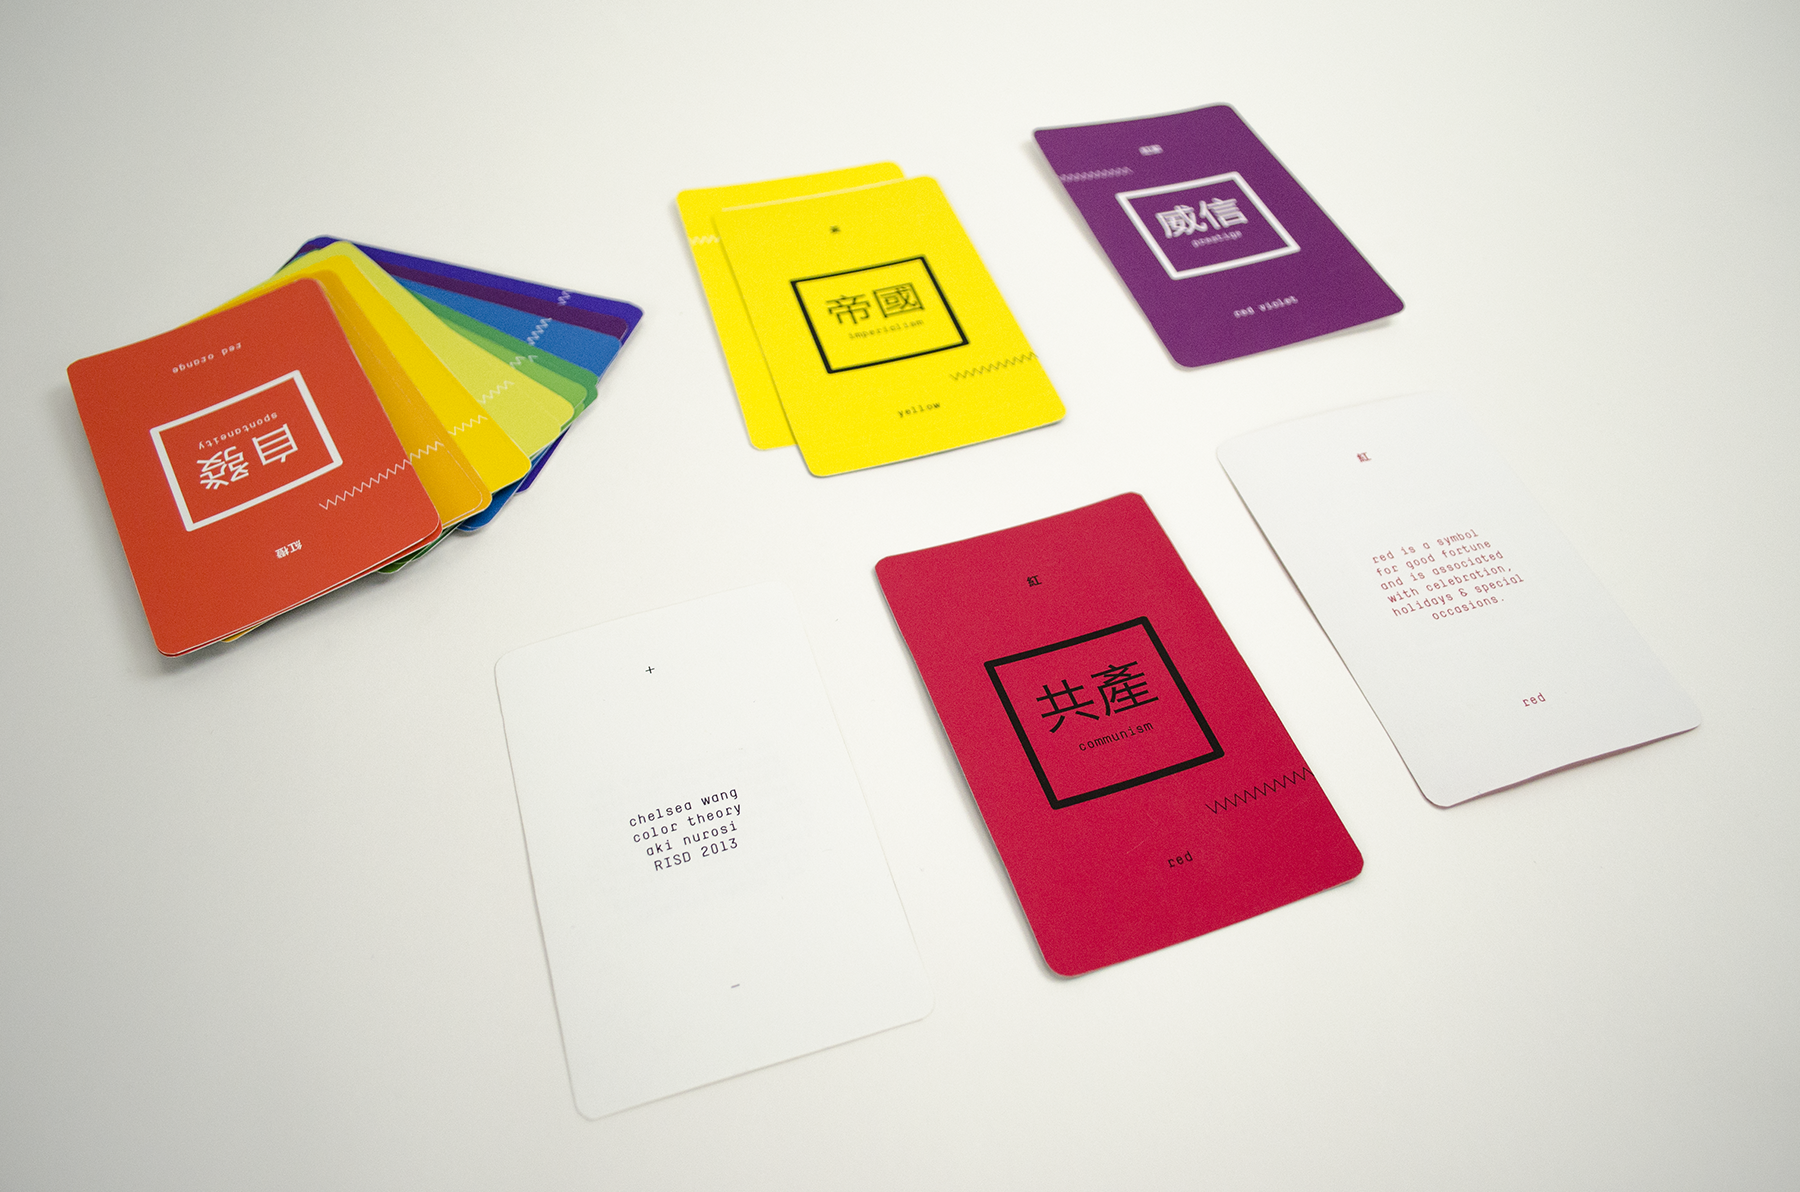 red orange
spontaneity
自發
紅橙
帝國
imperialism
yellow
威信
prestige
red violet
紅
共產
communism
red
紅
red is a symbol
for good fortune
and is associated
with celebration,
holidays & special
occasions.
red
+
chelsea wang
color theory
aki nurosi
RISD 2013
-